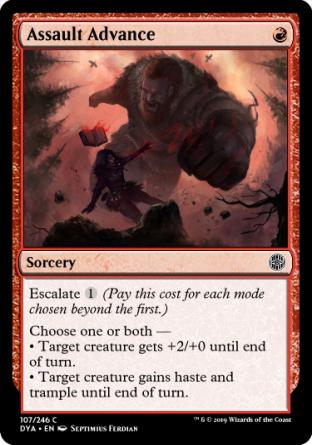 Assault Advance
Sorcery
Escalate 1 (Pay this cost for each mode
chosen beyond the first.)
Choose one or both —
• Target creature gets +2/+0 until end
of turn.
• Target creature gains haste and
trample until end of turn.
107/246 C
DYA • EN SEPTIMIUS FERDIAN
™ & © 2019 Wizards of the Coast